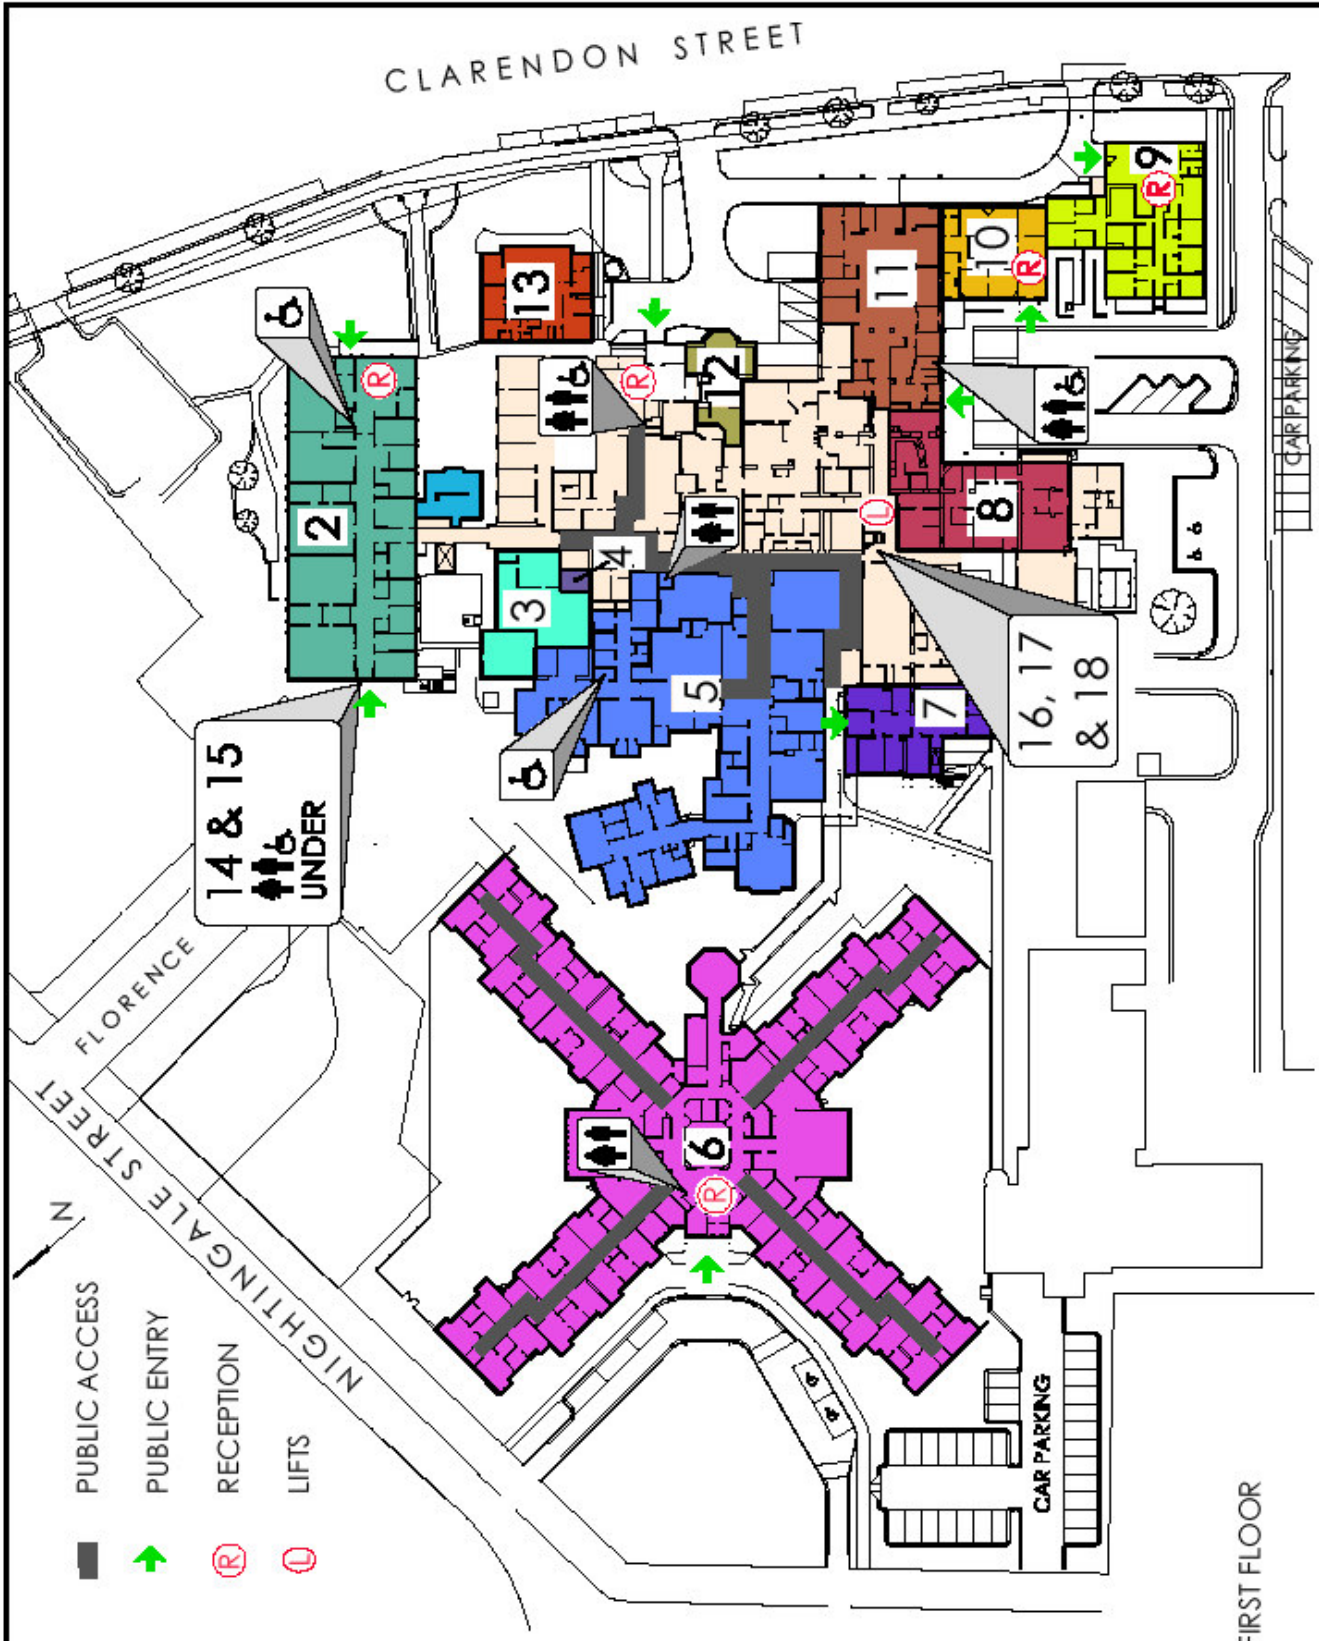 CLARENDON STREET
FLORENCE
NIGHTINGALE STREET
N
PUBLIC ACCESS
PUBLIC ENTRY
R RECEPTION
L LIFTS
14 & 15
UNDER
2
R
1
3
4
5
13
R
12
11
10
R
9
R
8
L
7
16, 17
& 18
6
R
CAR PARKING
CAR PARKING
FIRST FLOOR